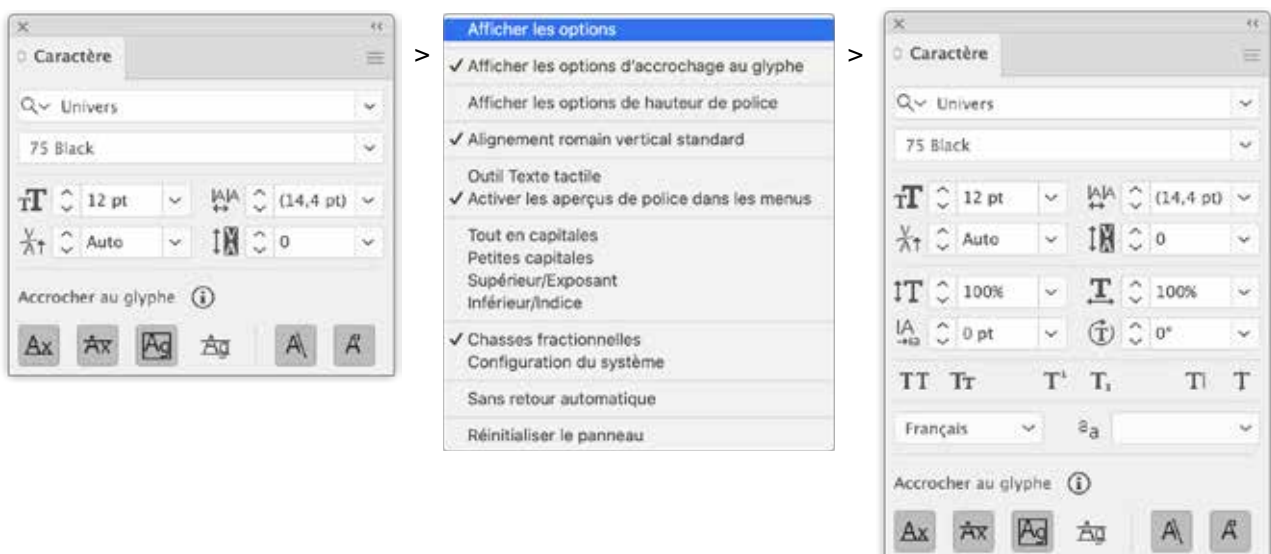 Caractère
Univers
75 Black
12 pt
(14,4 pt)
Auto
0
Accrocher au glyphe
>
Afficher les options
Afficher les options d'accrochage au glyphe
Afficher les options de hauteur de police
Alignement romain vertical standard
Outil Texte tactile
Activer les aperçus de police dans les menus
Tout en capitales
Petites capitales
Supérieur/Exposant
Inférieur/Indice
Chasses fractionnelles
Configuration du système
Sans retour automatique
Réinitialiser le panneau
>
Caractère
Univers
75 Black
12 pt
(14,4 pt)
Auto
0
100%
100%
0 pt
0°
Français
Accrocher au glyphe